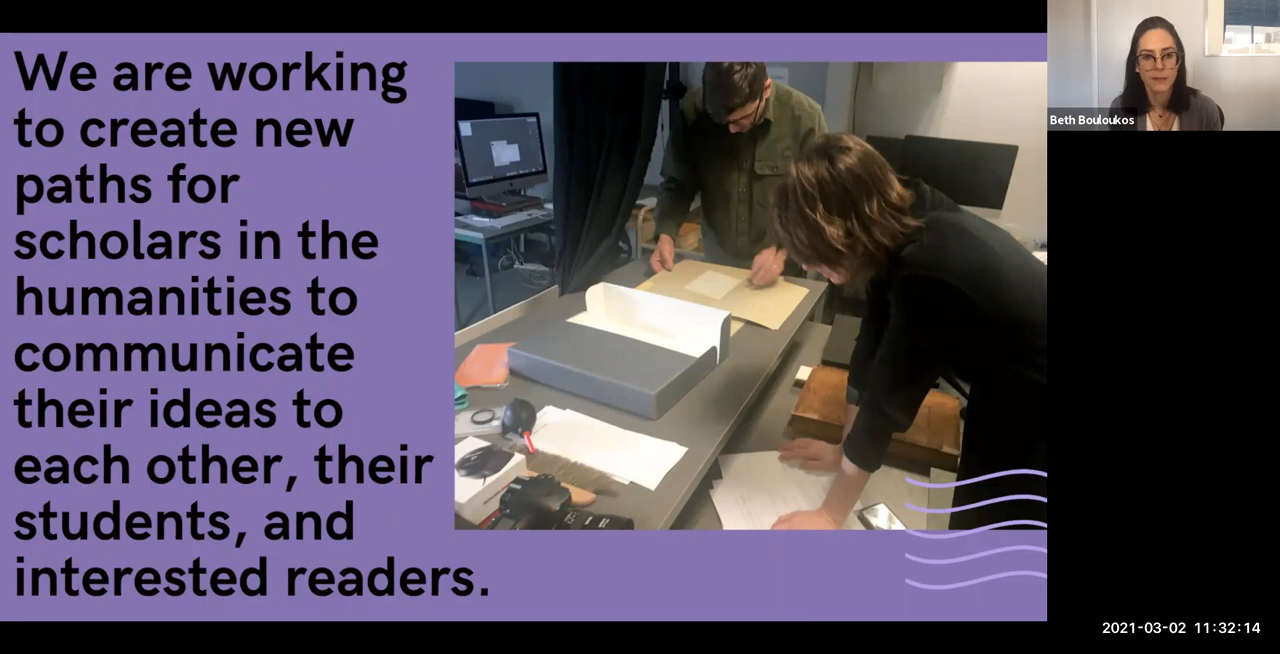 We are working
to create new
paths for
scholars in the
humanities to
communicate
their ideas to
each other, their
students, and
interested readers.
Beth Bouloukos
2021-03-02 11:32:14